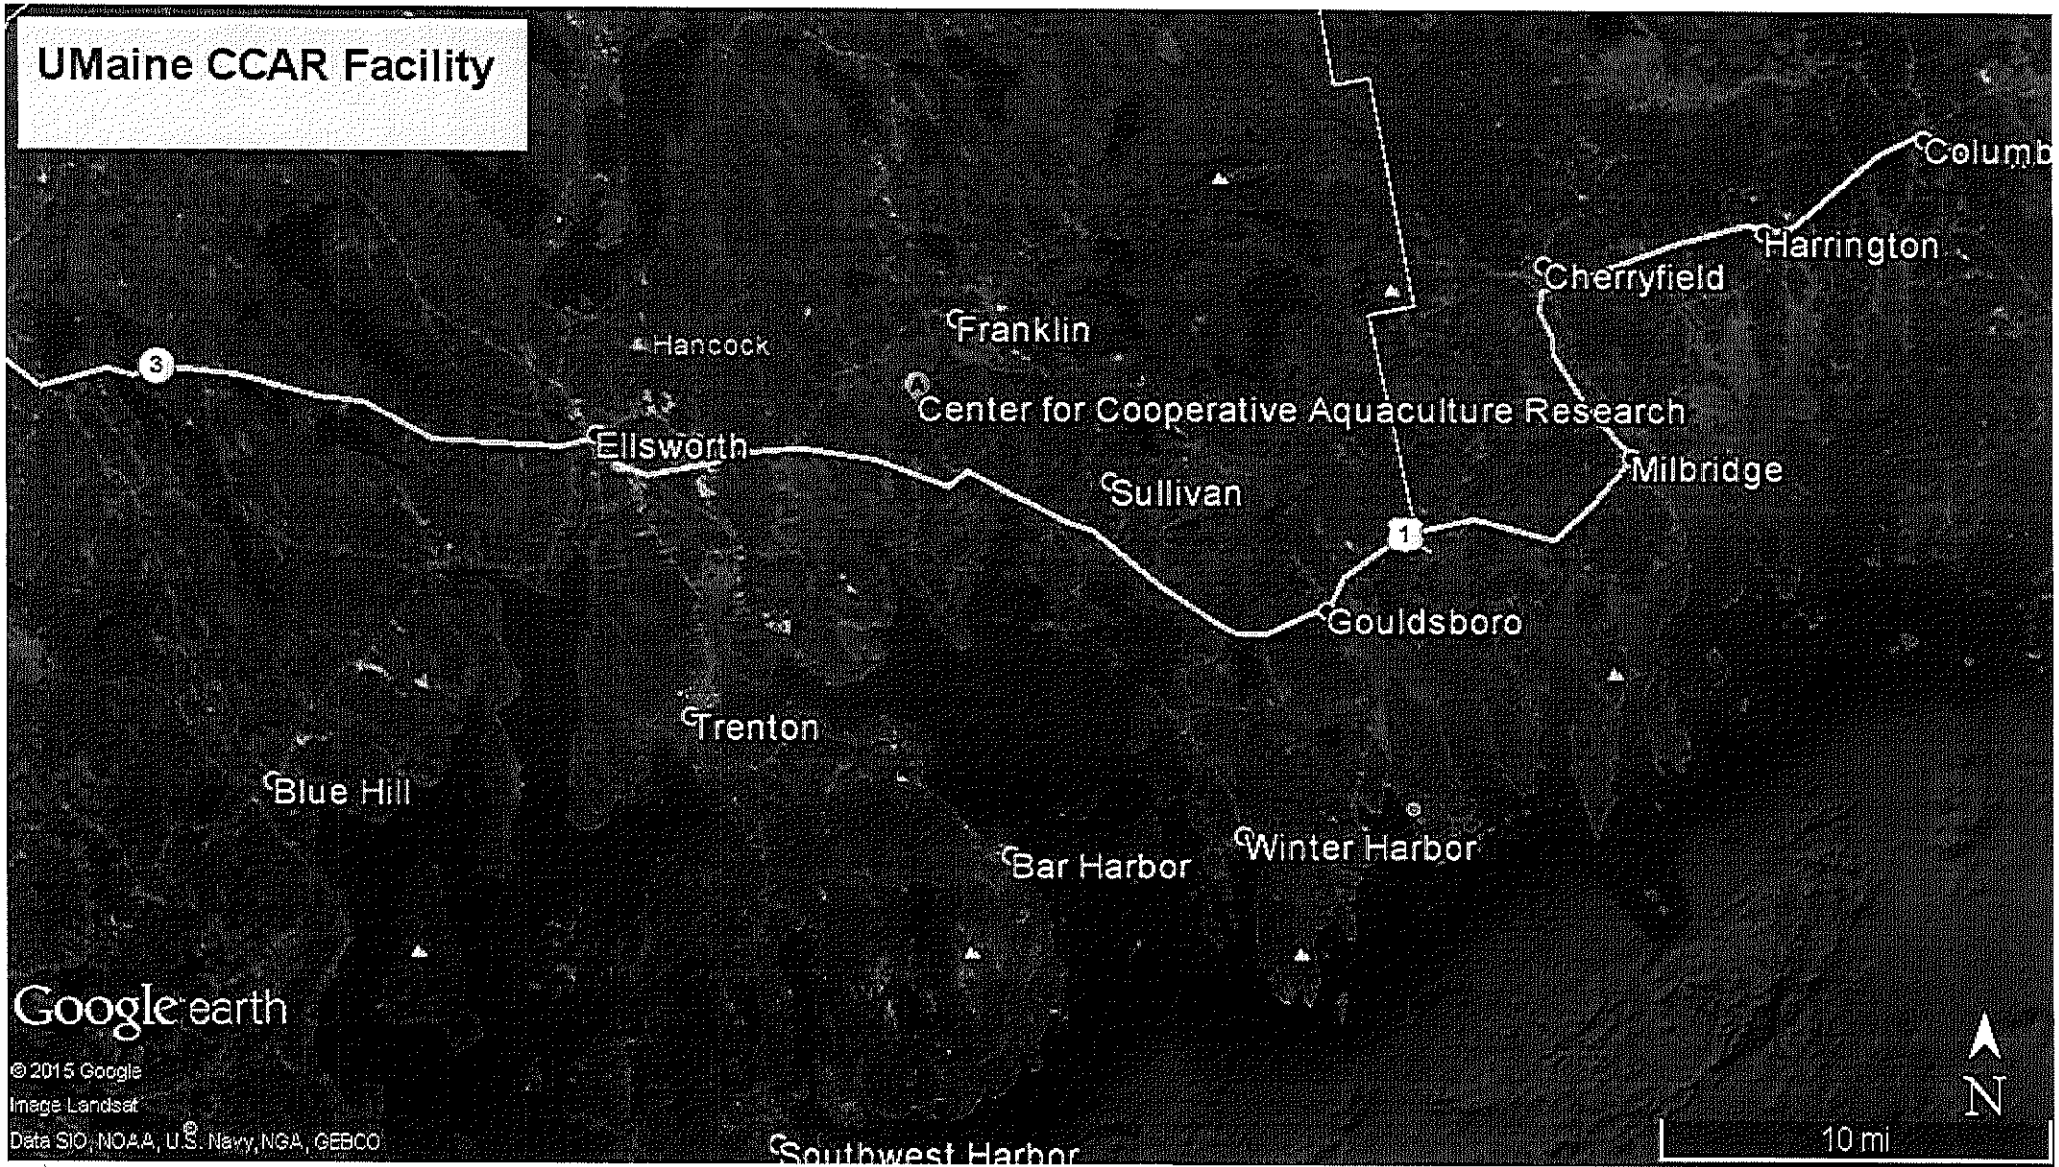 UMaine CCAR Facility
Columb
Harrington
Cherryfield
Franklin
Hancock
3
Center for Cooperative Aquaculture Research
Ellsworth
Milbridge
Sullivan
1
Gouldsboro
Trenton
Blue Hill
Winter Harbor
Bar Harbor
Google earth
© 2015 Google
Image Landsat
Data SIO, NOAA, U.S. Navy, NGA, GEBCO
Southwest Harbor
N
10 mi